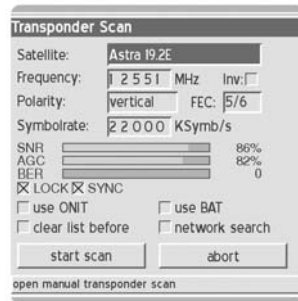 Transponder Scan
Satellite: Astra 19.2E
Frequency: 12551 MHz Inv:
Polarity: vertical FEC: 5/6
Symbolrate: 22000 KSymb/s
SNR 86%
AGC 82%
BER 0
LOCK SYNC
use ONIT use BAT
clear list before network search
start scan abort
open manual transponder scan